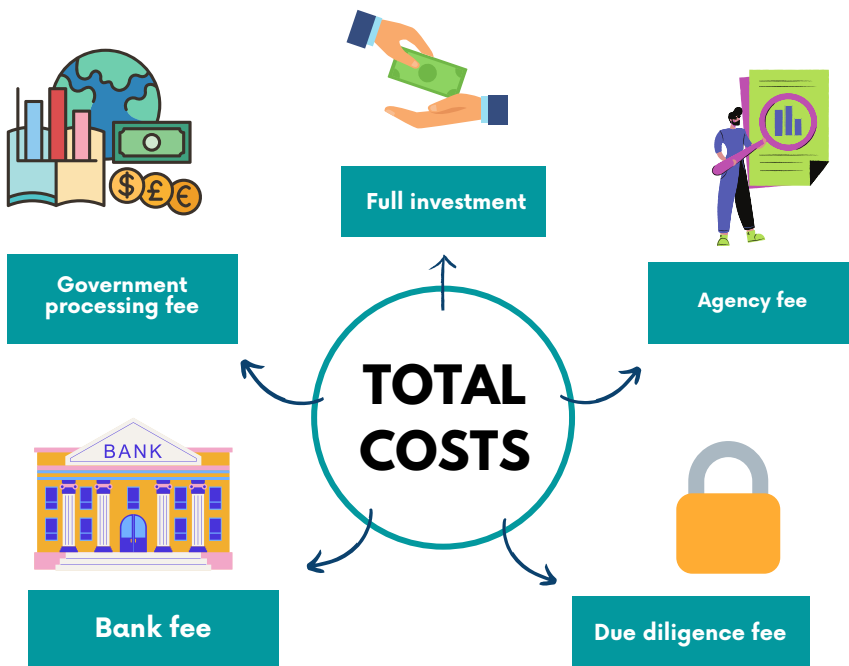 Full investment
Government
processing fee
Agency fee
TOTAL
COSTS
BANK
$ £ €
Bank fee
Due diligence fee